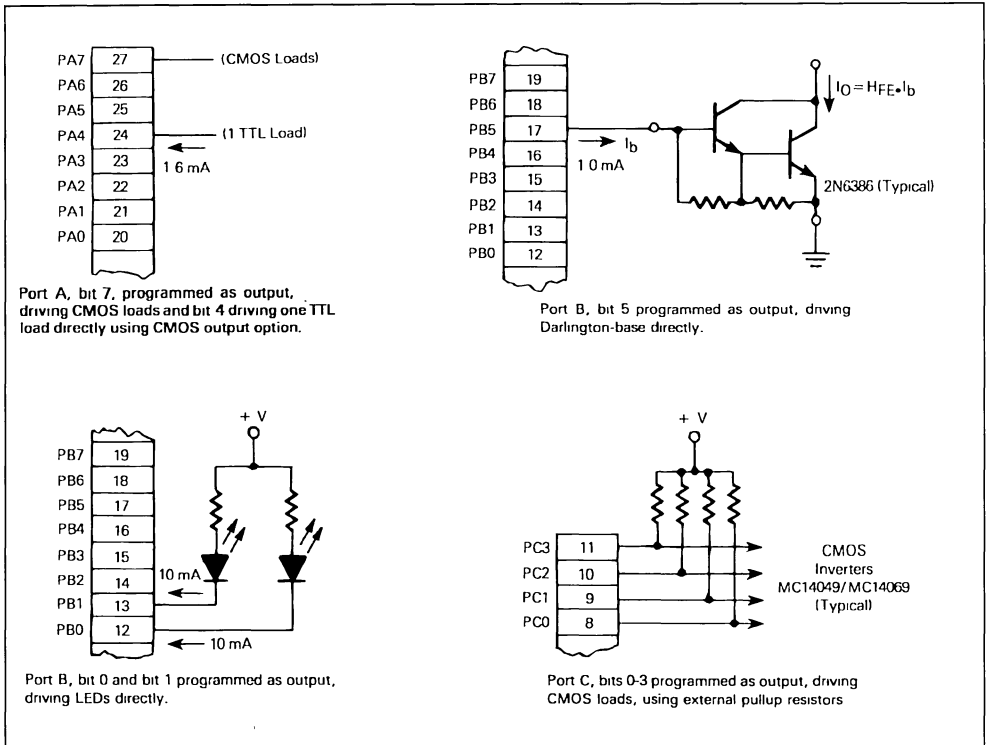 PA7 27 (CMOS Loads)
PA6 26
PA5 25
PA4 24 (1 TTL Load)
PA3 23 1 6 mA
PA2 22
PA1 21
PA0 20
Port A, bit 7, programmed as output,
driving CMOS loads and bit 4 driving one TTL
load directly using CMOS output option.
PB7 19
PB6 18
PB5 17
PB4 16
PB3 15
PB2 14
PB1 13
PB0 12
Ib
1 0 mA
IO = HFE•Ib
2N6386 (Typical)
Port B, bit 5 programmed as output, driving
Darlington-base directly.
+ V
PB7 19
PB6 18
PB5 17
PB4 16
PB3 15
PB2 14 10 mA
PB1 13
PB0 12
10 mA
Port B, bit 0 and bit 1 programmed as output,
driving LEDs directly.
+ V
PC3 11
PC2 10
PC1 9
PC0 8
CMOS
Inverters
MC14049/MC14069
(Typical)
Port C, bits 0-3 programmed as output, driving
CMOS loads, using external pullup resistors